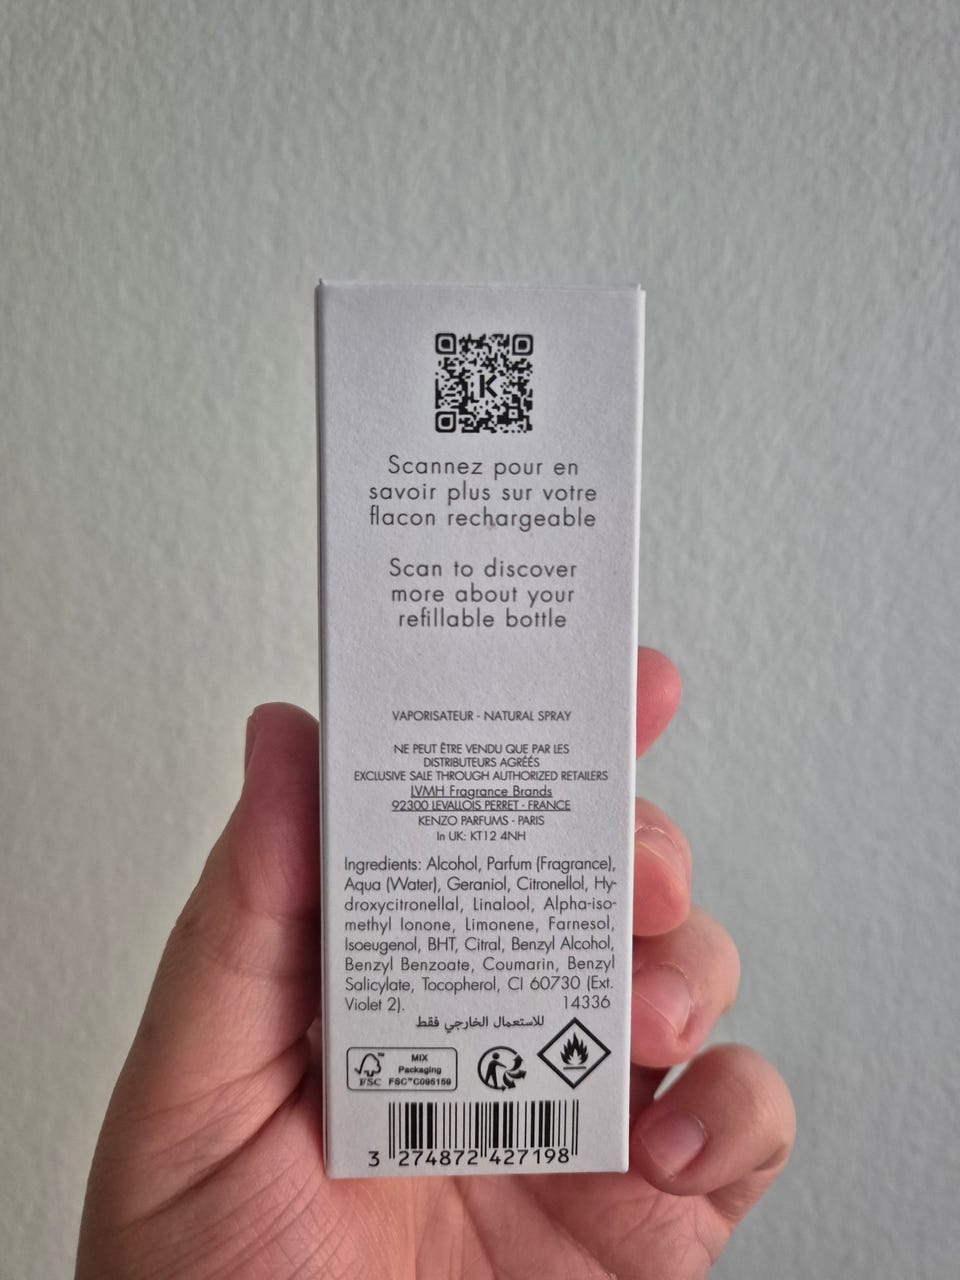 K
Scannez pour en
savoir plus sur votre
flacon rechargeable
Scan to discover
more about your
refillable bottle
VAPORISATEUR - NATURAL SPRAY
NE PEUT ÊTRE VENDU QUE PAR LES
DISTRIBUTEURS AGRÉÉS
EXCLUSIVE SALE THROUGH AUTHORIZED RETAILERS
LVMH Fragrance Brands
92300 LEVALLOIS PERRET - FRANCE
KENZO PARFUMS - PARIS
In UK: KT12 4NH
Ingredients: Alcohol, Parfum (Fragrance),
Aqua (Water), Geraniol, Citronellol, Hy-
droxycitronellal, Linalool, Alpha-iso-
methyl Ionone, Limonene, Farnesol,
Isoeugenol, BHT, Citral, Benzyl Alcohol,
Benzyl Benzoate, Coumarin, Benzyl
Salicylate, Tocopherol, CI 60730 (Ext.
Violet 2). 14336
للاستعمال الخارجي فقط
FSC™ MIX
Packaging
FSC™ C095159
3 274872 427198